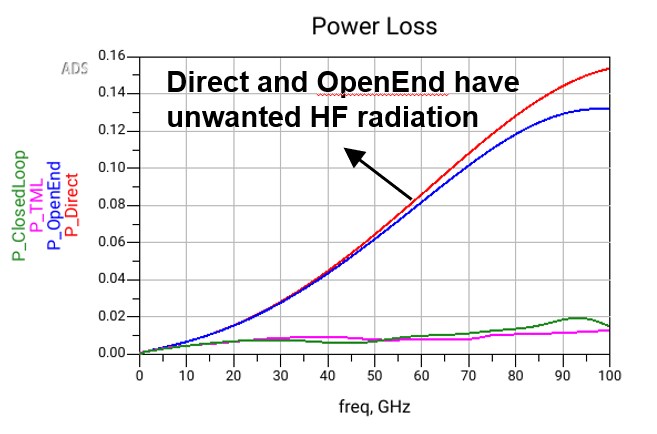 Power Loss
ADS
Direct and OpenEnd have
unwanted HF radiation
P_ClosedLoop
P_TML
P_OpenEnd
P_Direct
0.16
0.14
0.12
0.10
0.08
0.06
0.04
0.02
0.00
0 10 20 30 40 50 60 70 80 90 100
freq, GHz